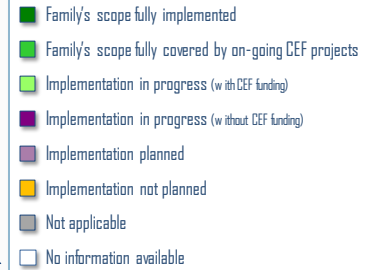 Family's scope fully implemented
Family's scope fully covered by on-going CEF projects
Implementation in progress (with CEF funding)
Implementation in progress (without CEF funding)
Implementation planned
Implementation not planned
Not applicable
No information available